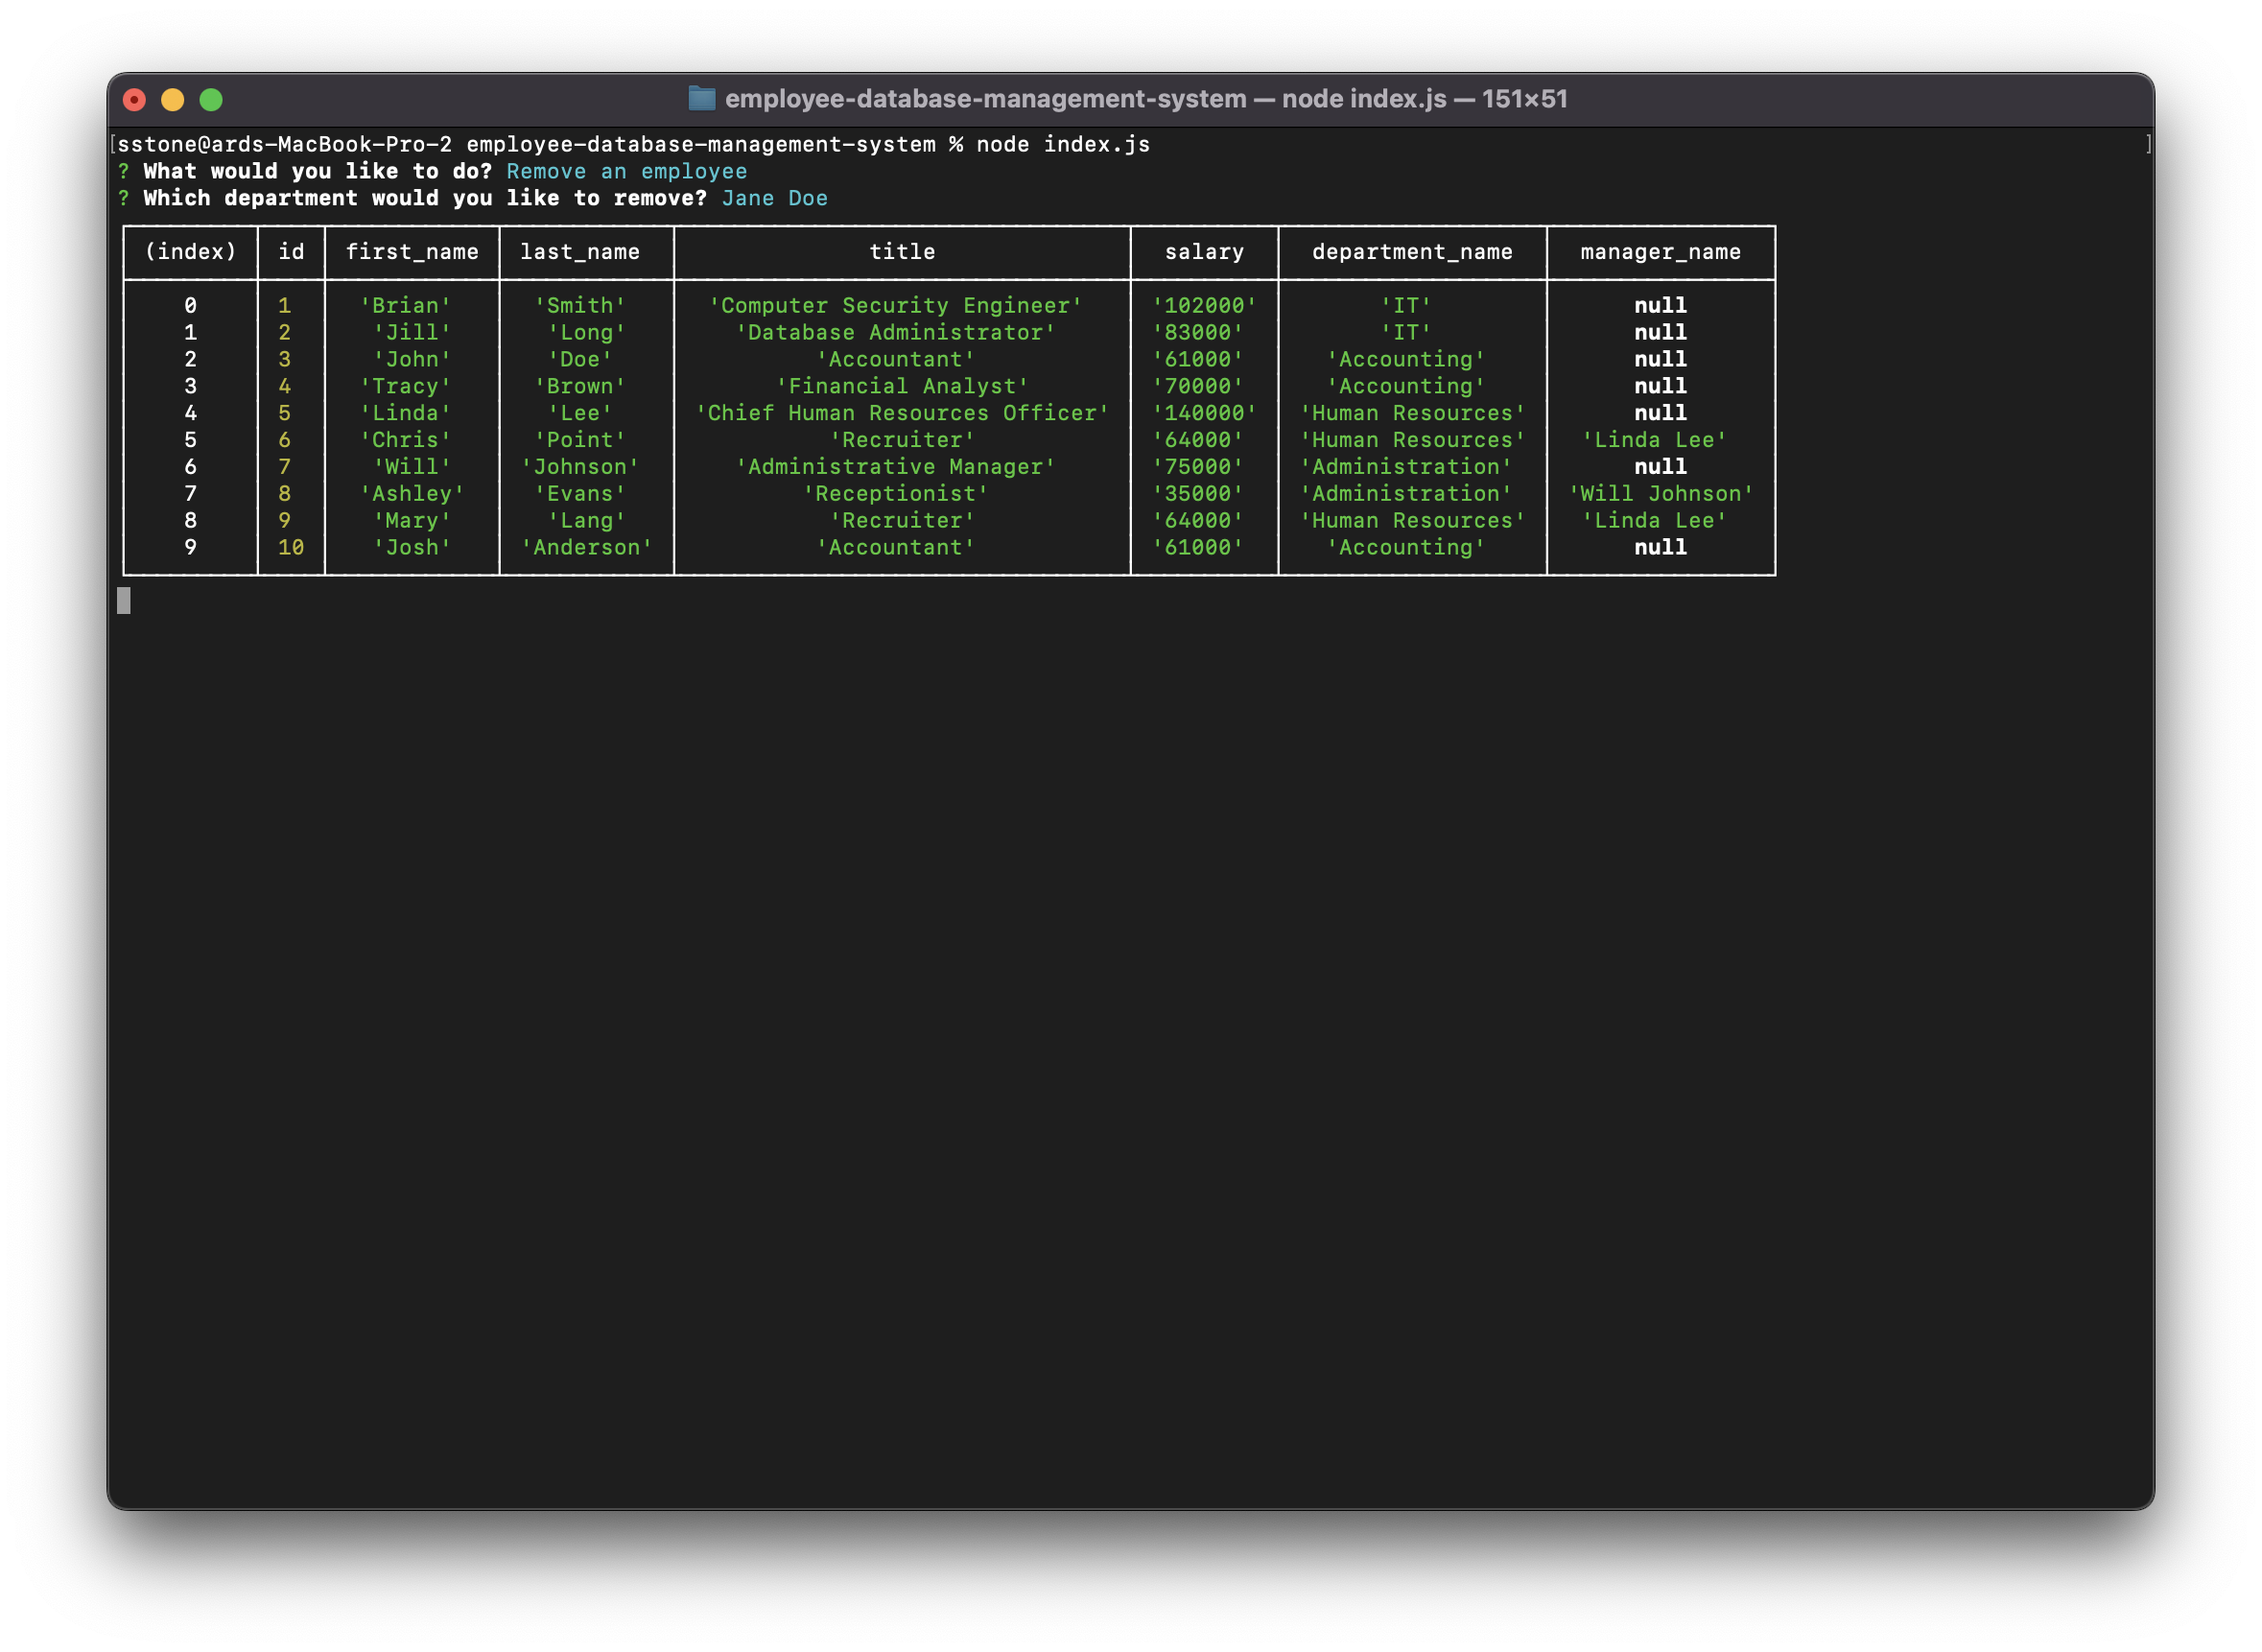 employee-database-management-system — node index.js — 151×51
[sstone@ards-MacBook-Pro-2 employee-database-management-system % node index.js ]
? What would you like to do? Remove an employee
? Which department would you like to remove? Jane Doe
(index) id first_name last_name title salary department_name manager_name
0 1 'Brian' 'Smith' 'Computer Security Engineer' '102000' 'IT' null
1 2 'Jill' 'Long' 'Database Administrator' '83000' 'IT' null
2 3 'John' 'Doe' 'Accountant' '61000' 'Accounting' null
3 4 'Tracy' 'Brown' 'Financial Analyst' '70000' 'Accounting' null
4 5 'Linda' 'Lee' 'Chief Human Resources Officer' '140000' 'Human Resources' null
5 6 'Chris' 'Point' 'Recruiter' '64000' 'Human Resources' 'Linda Lee'
6 7 'Will' 'Johnson' 'Administrative Manager' '75000' 'Administration' null
7 8 'Ashley' 'Evans' 'Receptionist' '35000' 'Administration' 'Will Johnson'
8 9 'Mary' 'Lang' 'Recruiter' '64000' 'Human Resources' 'Linda Lee'
9 10 'Josh' 'Anderson' 'Accountant' '61000' 'Accounting' null